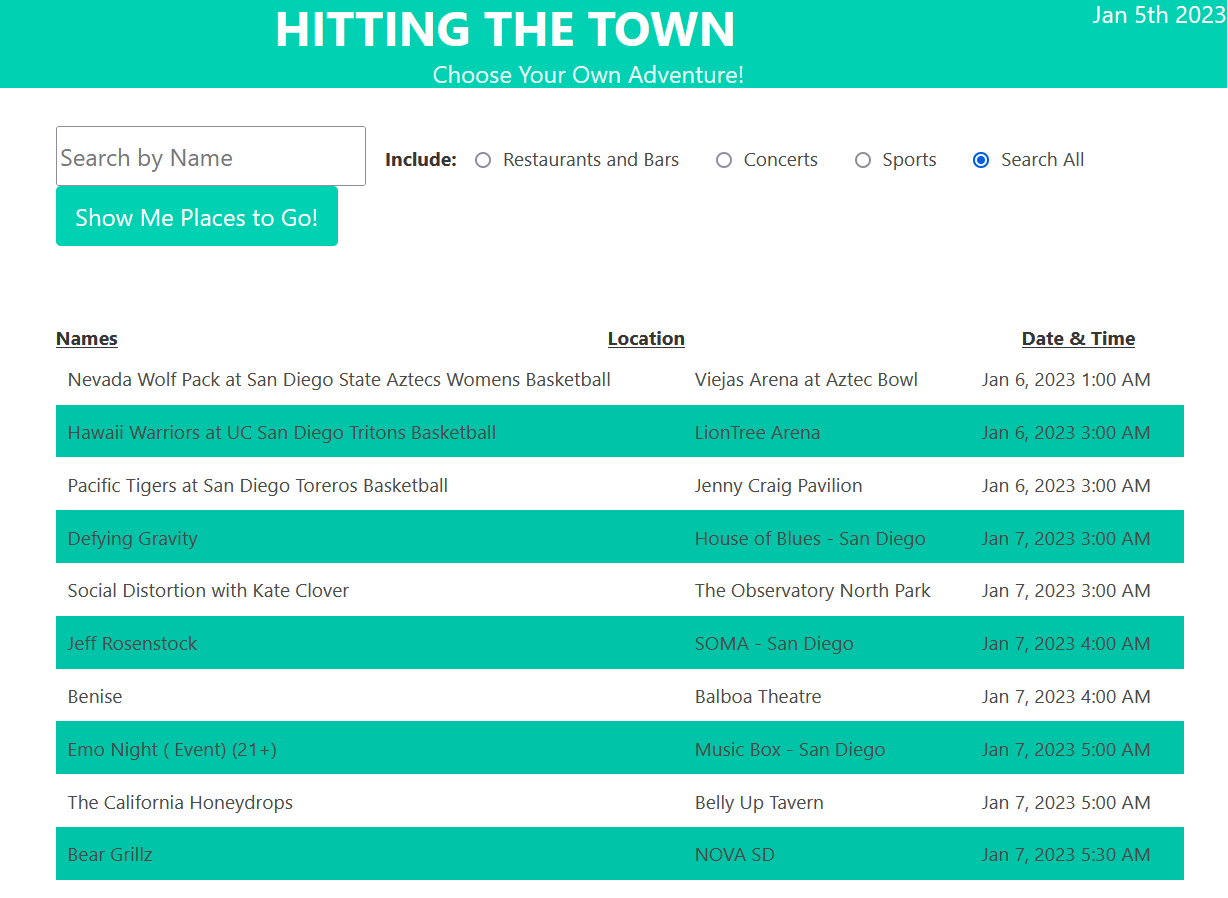 HITTING THE TOWN
Jan 5th 2023
Choose Your Own Adventure!
Search by Name
Include: Restaurants and Bars Concerts Sports Search All
Show Me Places to Go!
Names Location Date & Time
Nevada Wolf Pack at San Diego State Aztecs Womens Basketball Viejas Arena at Aztec Bowl Jan 6, 2023 1:00 AM
Hawaii Warriors at UC San Diego Tritons Basketball LionTree Arena Jan 6, 2023 3:00 AM
Pacific Tigers at San Diego Toreros Basketball Jenny Craig Pavilion Jan 6, 2023 3:00 AM
Defying Gravity House of Blues - San Diego Jan 7, 2023 3:00 AM
Social Distortion with Kate Clover The Observatory North Park Jan 7, 2023 3:00 AM
Jeff Rosenstock SOMA - San Diego Jan 7, 2023 4:00 AM
Benise Balboa Theatre Jan 7, 2023 4:00 AM
Emo Night ( Event) (21+) Music Box - San Diego Jan 7, 2023 5:00 AM
The California Honeydrops Belly Up Tavern Jan 7, 2023 5:00 AM
Bear Grillz NOVA SD Jan 7, 2023 5:30 AM